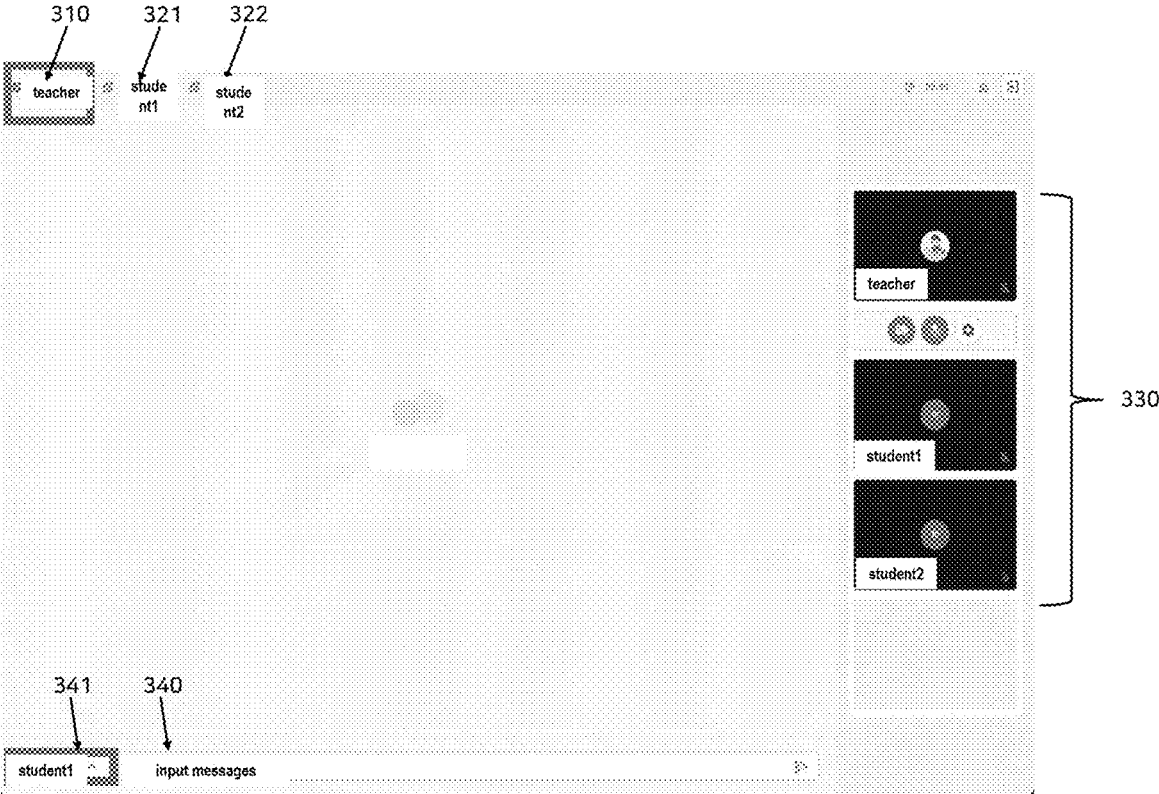 310 321 322
teacher
stude
nt1
stude
nt2
teacher
330
student1
student2
341 340
student1
input messages